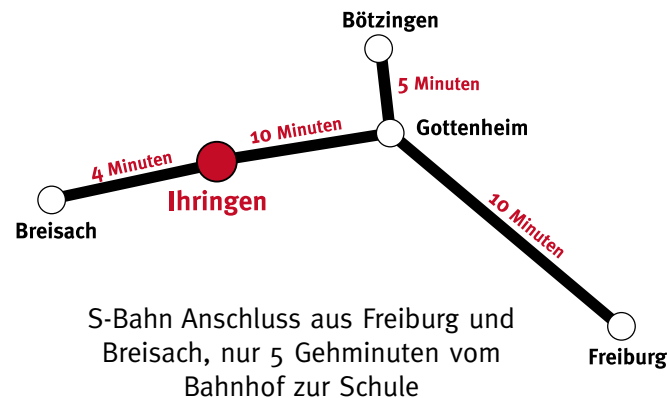 Bötzingen
5 Minuten
10 Minuten
Gottenheim
4 Minuten
Ihringen
Breisach
10 Minuten
Freiburg
S-Bahn Anschluss aus Freiburg und
Breisach, nur 5 Gehminuten vom
Bahnhof zur Schule